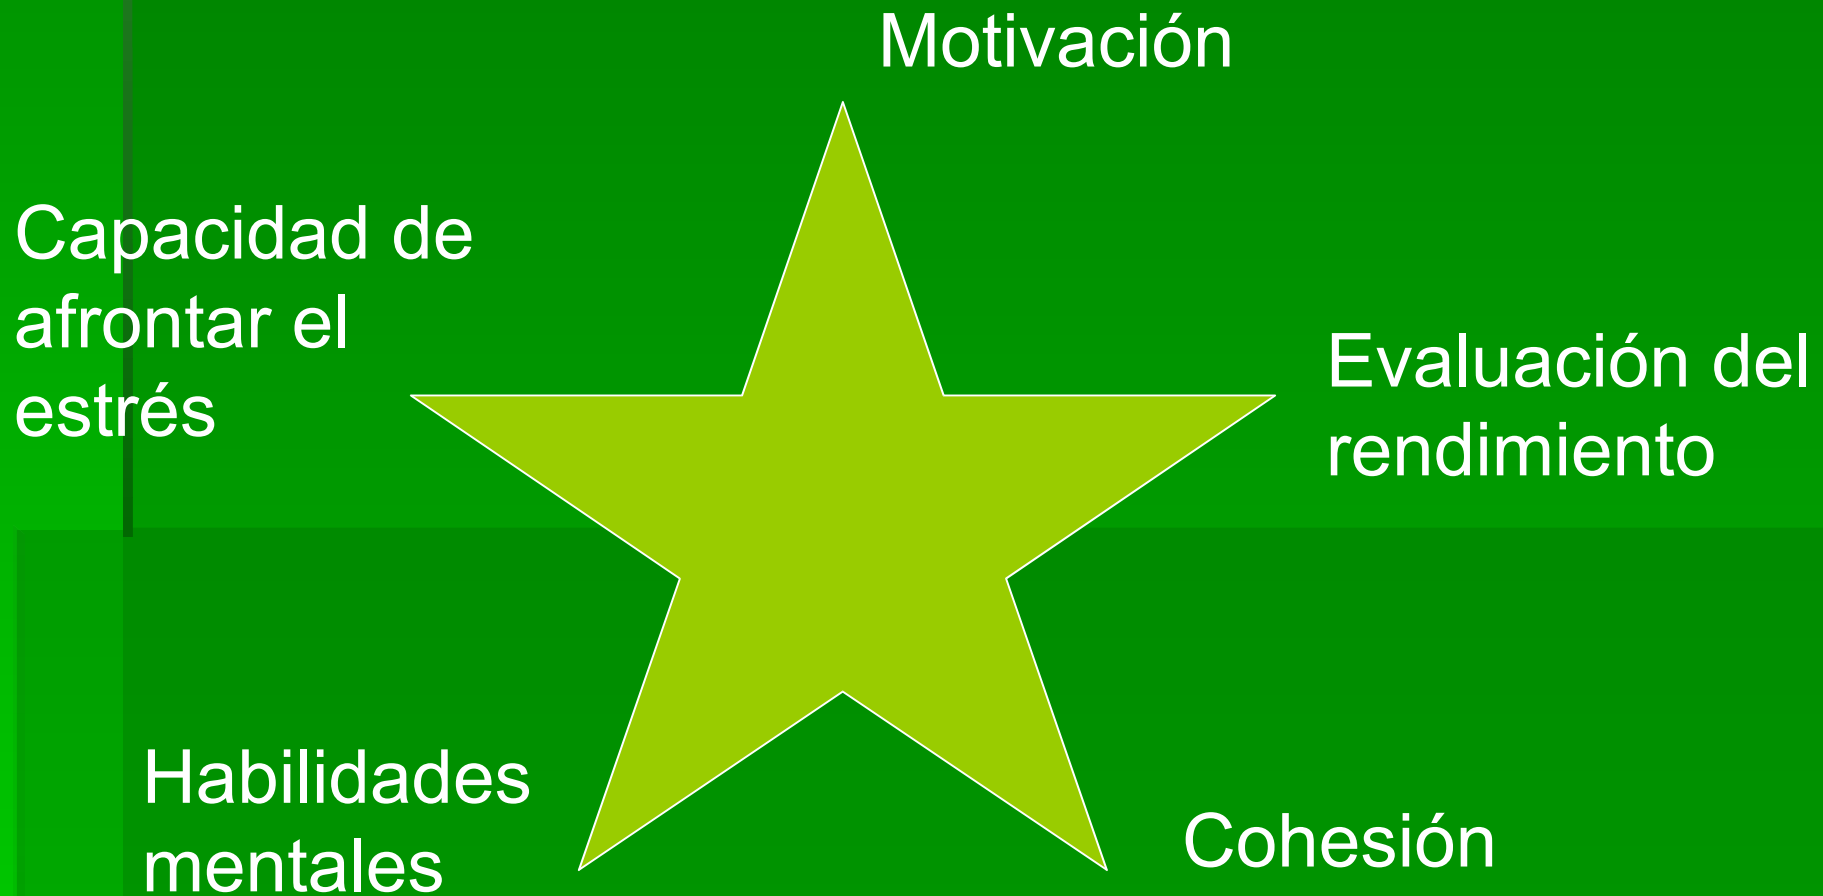 Motivación
Capacidad de
afrontar el
estrés
Evaluación del
rendimiento
Habilidades
mentales
Cohesión